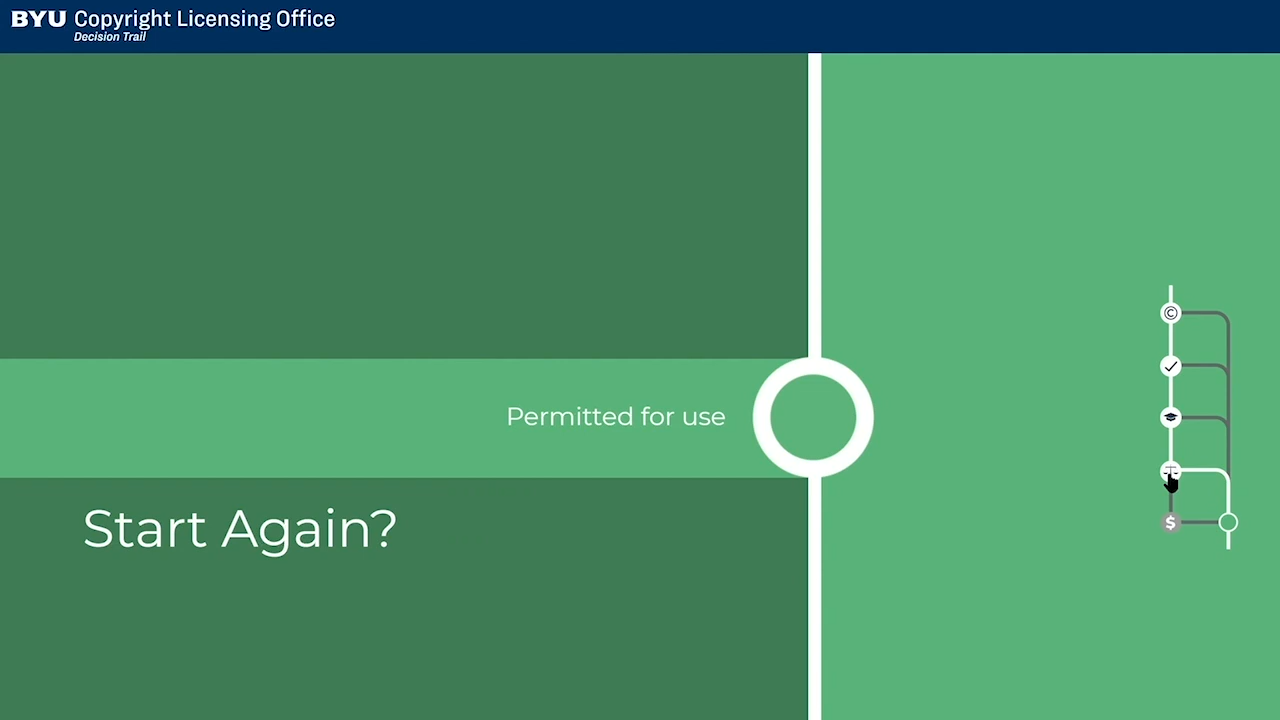 BYU Copyright Licensing Office
Decision Trail
Permitted for use
Start Again?
©
$